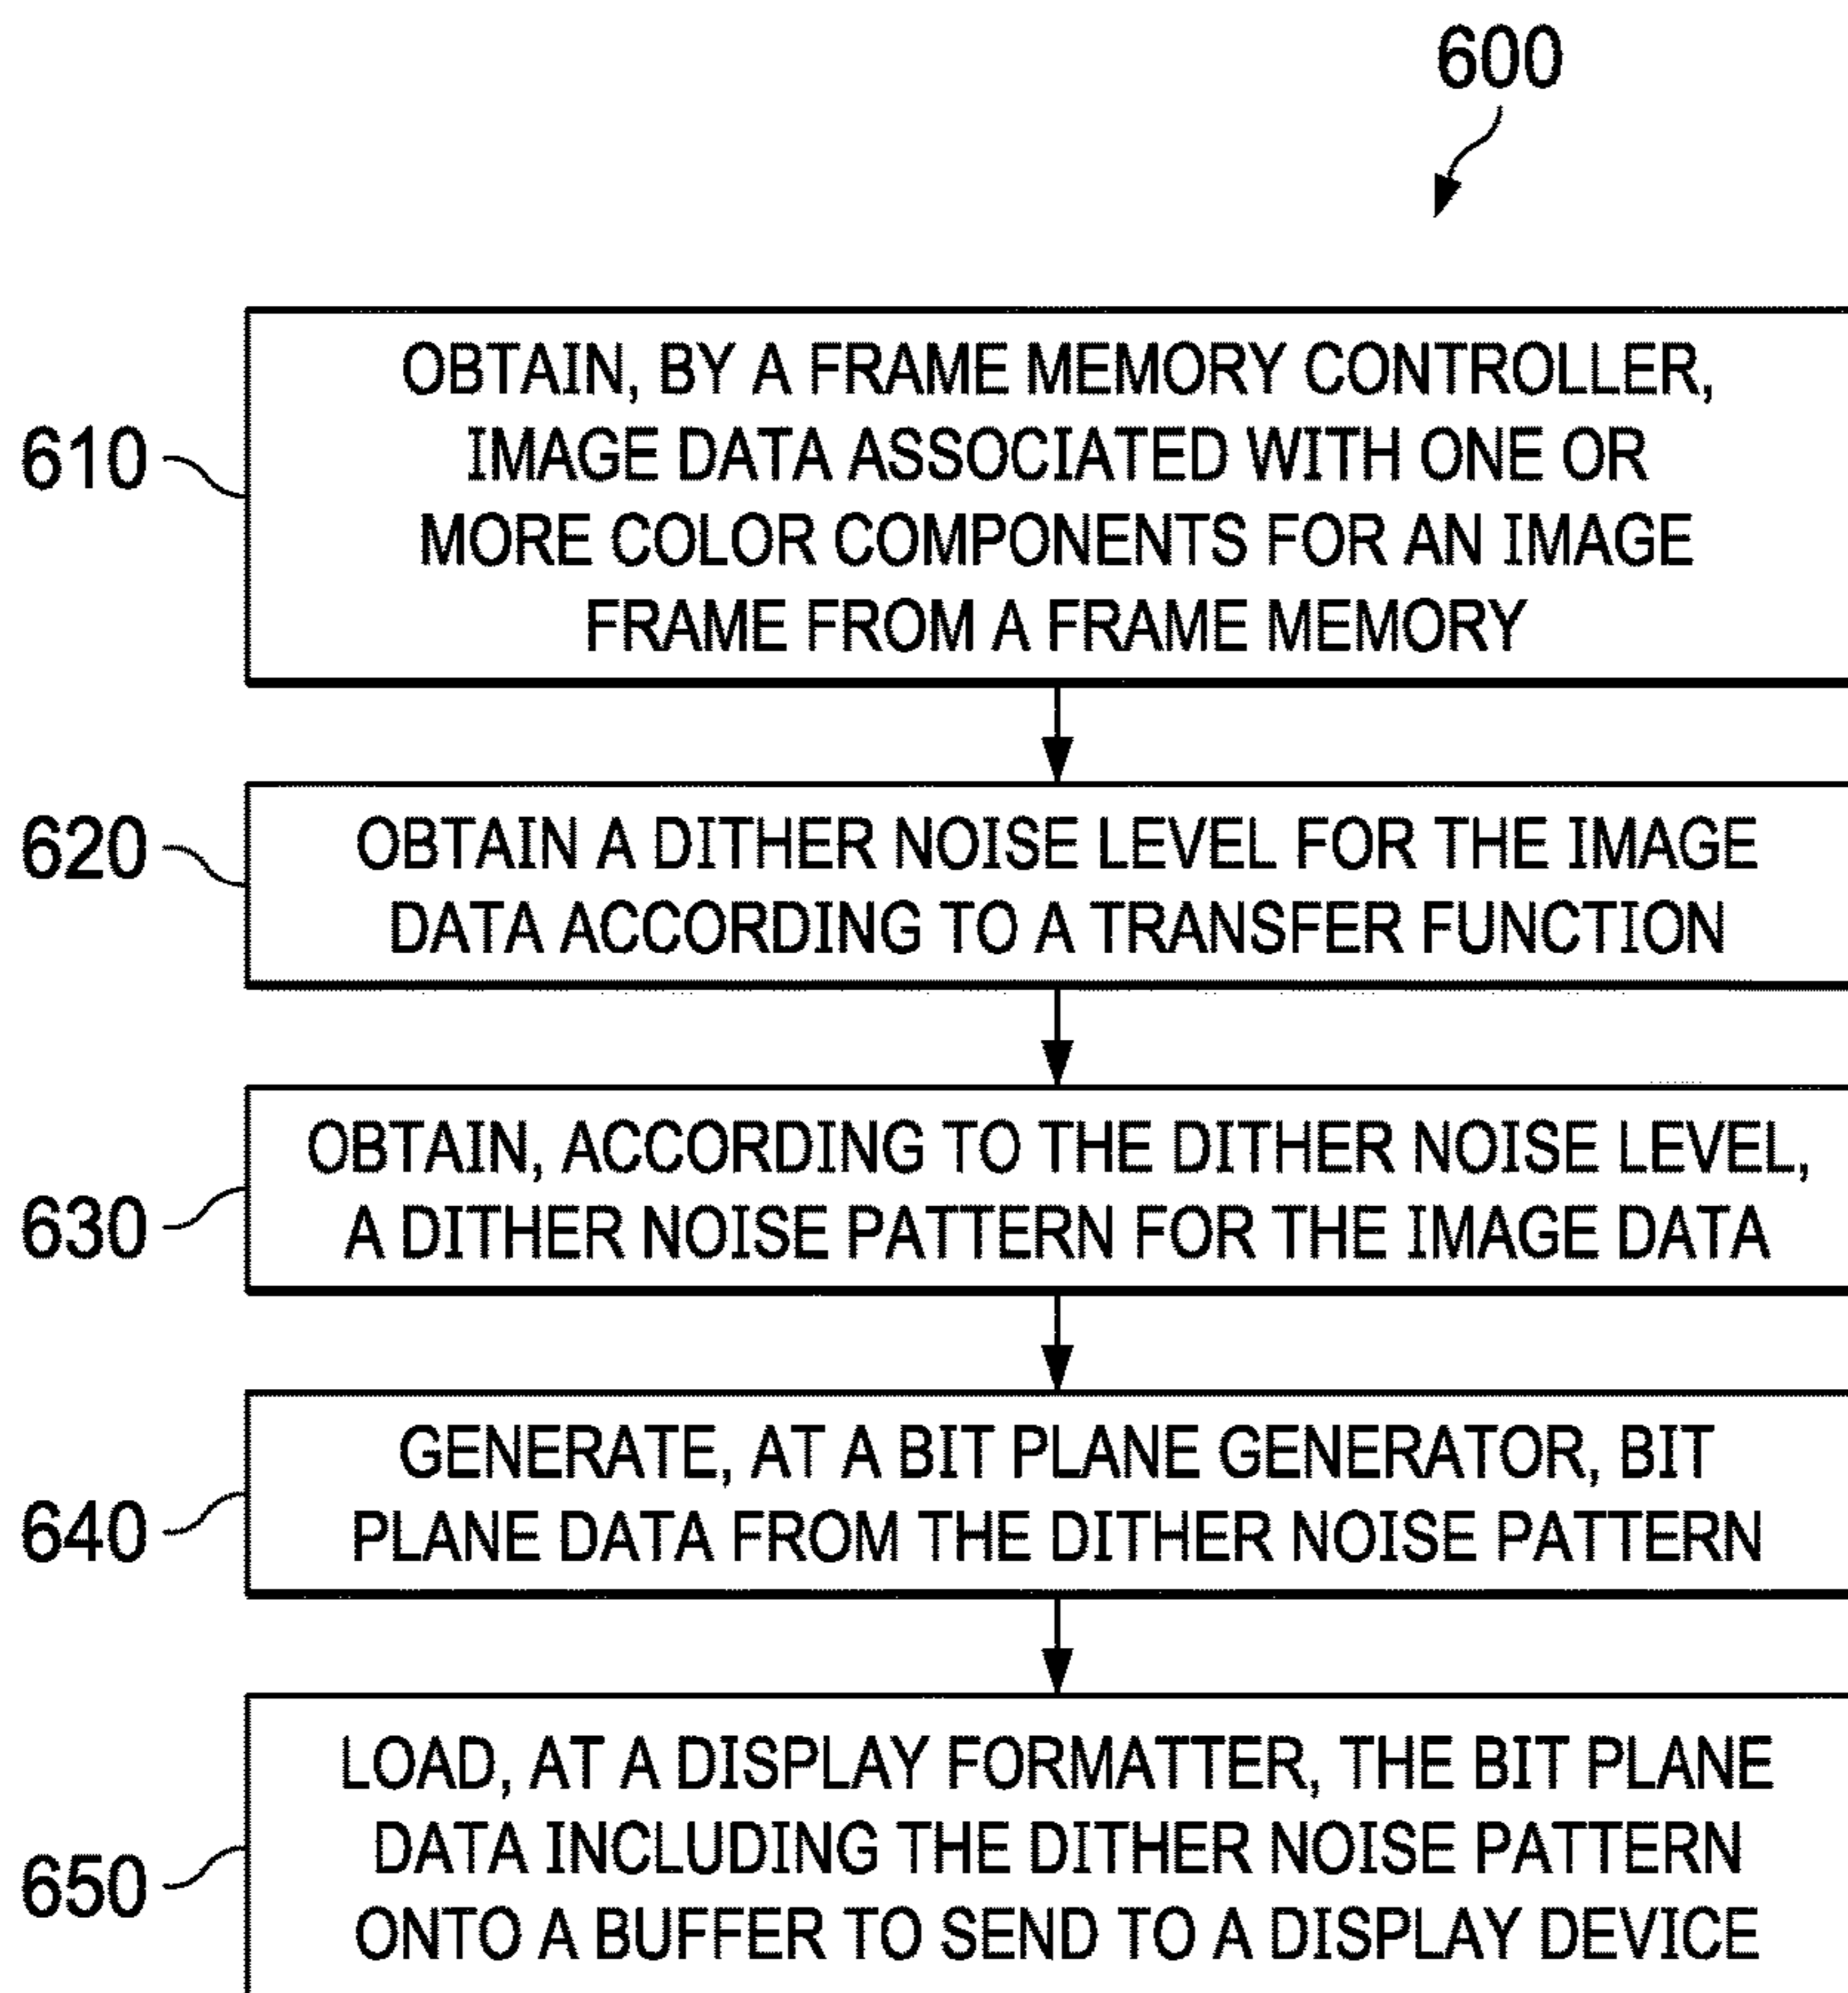 600
610
OBTAIN, BY A FRAME MEMORY CONTROLLER,
IMAGE DATA ASSOCIATED WITH ONE OR
MORE COLOR COMPONENTS FOR AN IMAGE
FRAME FROM A FRAME MEMORY
620
OBTAIN A DITHER NOISE LEVEL FOR THE IMAGE
DATA ACCORDING TO A TRANSFER FUNCTION
630
OBTAIN, ACCORDING TO THE DITHER NOISE LEVEL,
A DITHER NOISE PATTERN FOR THE IMAGE DATA
640
GENERATE, AT A BIT PLANE GENERATOR, BIT
PLANE DATA FROM THE DITHER NOISE PATTERN
650
LOAD, AT A DISPLAY FORMATTER, THE BIT PLANE
DATA INCLUDING THE DITHER NOISE PATTERN
ONTO A BUFFER TO SEND TO A DISPLAY DEVICE